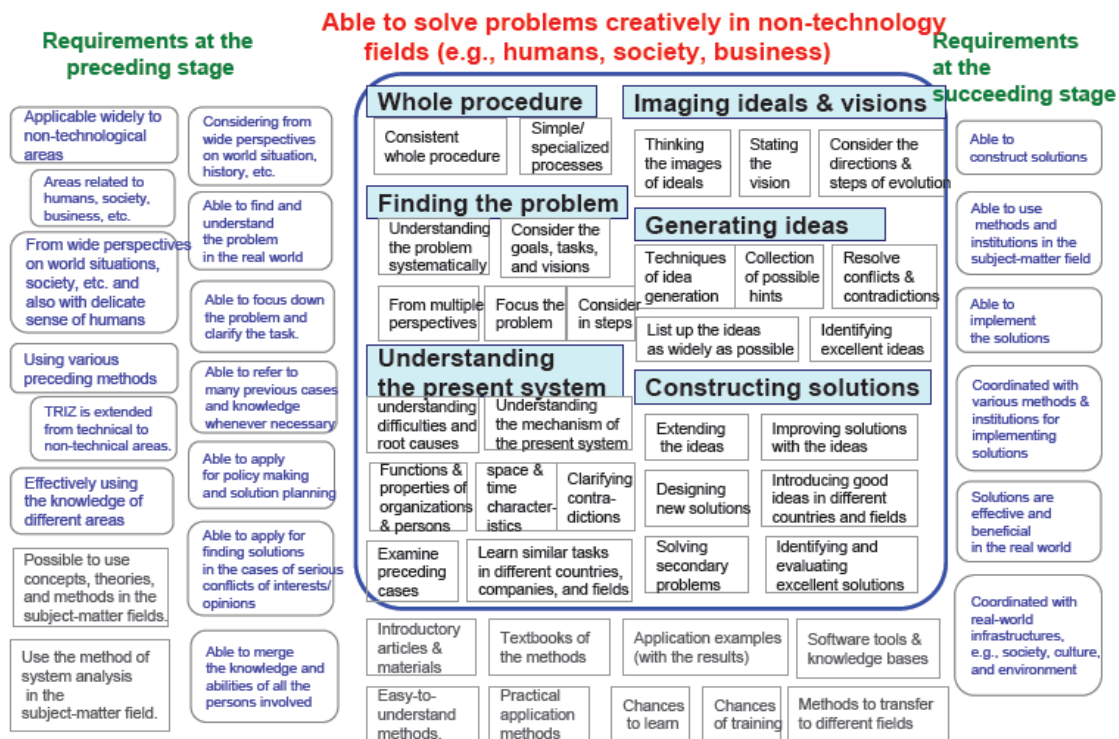 Able to solve problems creatively in non-technology
fields (e.g., humans, society, business)
Requirements at the
preceding stage
Applicable widely to
non-technological
areas
Areas related to
humans, society,
business, etc.
From wide perspectives
on world situations,
society, etc. and
also with delicate
sense of humans
Using various
preceding methods
TRIZ is extended
from technical to
non-technical areas.
Effectively using
the knowledge of
different areas
Possible to use
concepts, theories,
and methods in the
subject-matter fields.
Use the method of
system analysis
in the
subject-matter field.
Considering from
wide perspectives
on world situation,
history, etc.
Able to find and
understand
the problem
in the real world
Able to focus down
the problem and
clarify the task.
Able to refer to
many previous cases
and knowledge
whenever necessary
Able to apply
for policy making
and solution planning
Able to apply for
finding solutions
in the cases of serious
conflicts of interests/
opinions
Able to merge
the knowledge and
abilities of all the
persons involved
Whole procedure
Consistent
whole procedure
Simple/
specialized
processes
Finding the problem
Understanding
the problem
systematically
Consider the
goals, tasks,
and visions
From multiple
perspectives
Focus the
problem
Consider
in steps
Understanding
the present system
understanding
difficulties and
root causes
Understanding
the mechanism of
the present system
Functions &
properties of
organizations
& persons
space &
time
character-
istics
Clarifying
contra-
dictions
Examine
preceding
cases
Learn similar tasks
in different countries,
companies, and fields
Imaging ideals & visions
Thinking
the images
of ideals
Stating
the
vision
Consider the
directions &
steps of evolution
Generating ideas
Techniques
of idea
generation
Collection
of possible
hints
Resolve
conflicts &
contradictions
List up the ideas
as widely as possible
Identifying
excellent ideas
Constructing solutions
Extending
the ideas
Improving solutions
with the ideas
Designing
new solutions
Introducing good
ideas in different
countries and fields
Solving
secondary
problems
Identifying and
evaluating
excellent solutions
Introductory
articles &
materials
Textbooks of
the methods
Application examples
(with the results)
Software tools &
knowledge bases
Easy-to-
understand
methods.
Practical
application
methods
Chances
to learn
Chances
of training
Methods to transfer
to different fields
Requirements
at the
succeeding stage
Able to
construct solutions
Able to use
methods and
institutions in the
subject-matter field
Able to
implement
the solutions
Coordinated with
various methods &
institutions for
implementing
solutions
Solutions are
effective and
beneficial
in the real world
Coordinated with
real-world
infrastructures,
e.g., society, culture,
and environment